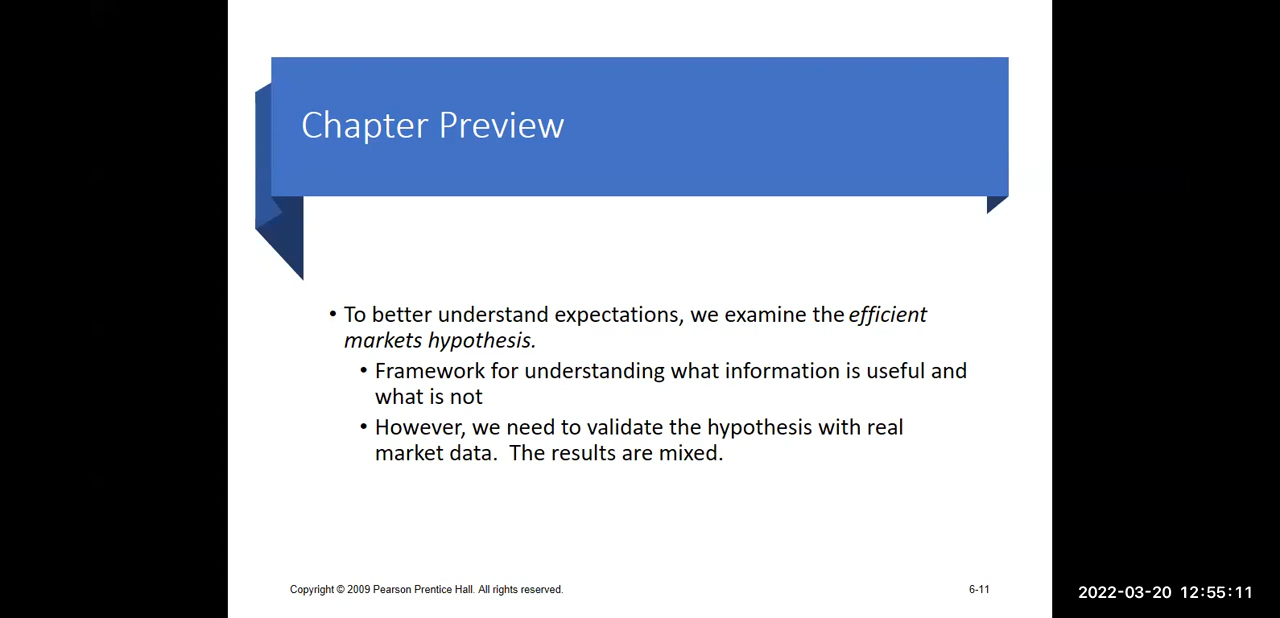 Chapter Preview
• To better understand expectations, we examine the efficient
markets hypothesis.
• Framework for understanding what information is useful and
what is not
• However, we need to validate the hypothesis with real
market data.  The results are mixed.
Copyright © 2009 Pearson Prentice Hall. All rights reserved.
6-11
2022-03-20 12:55:11